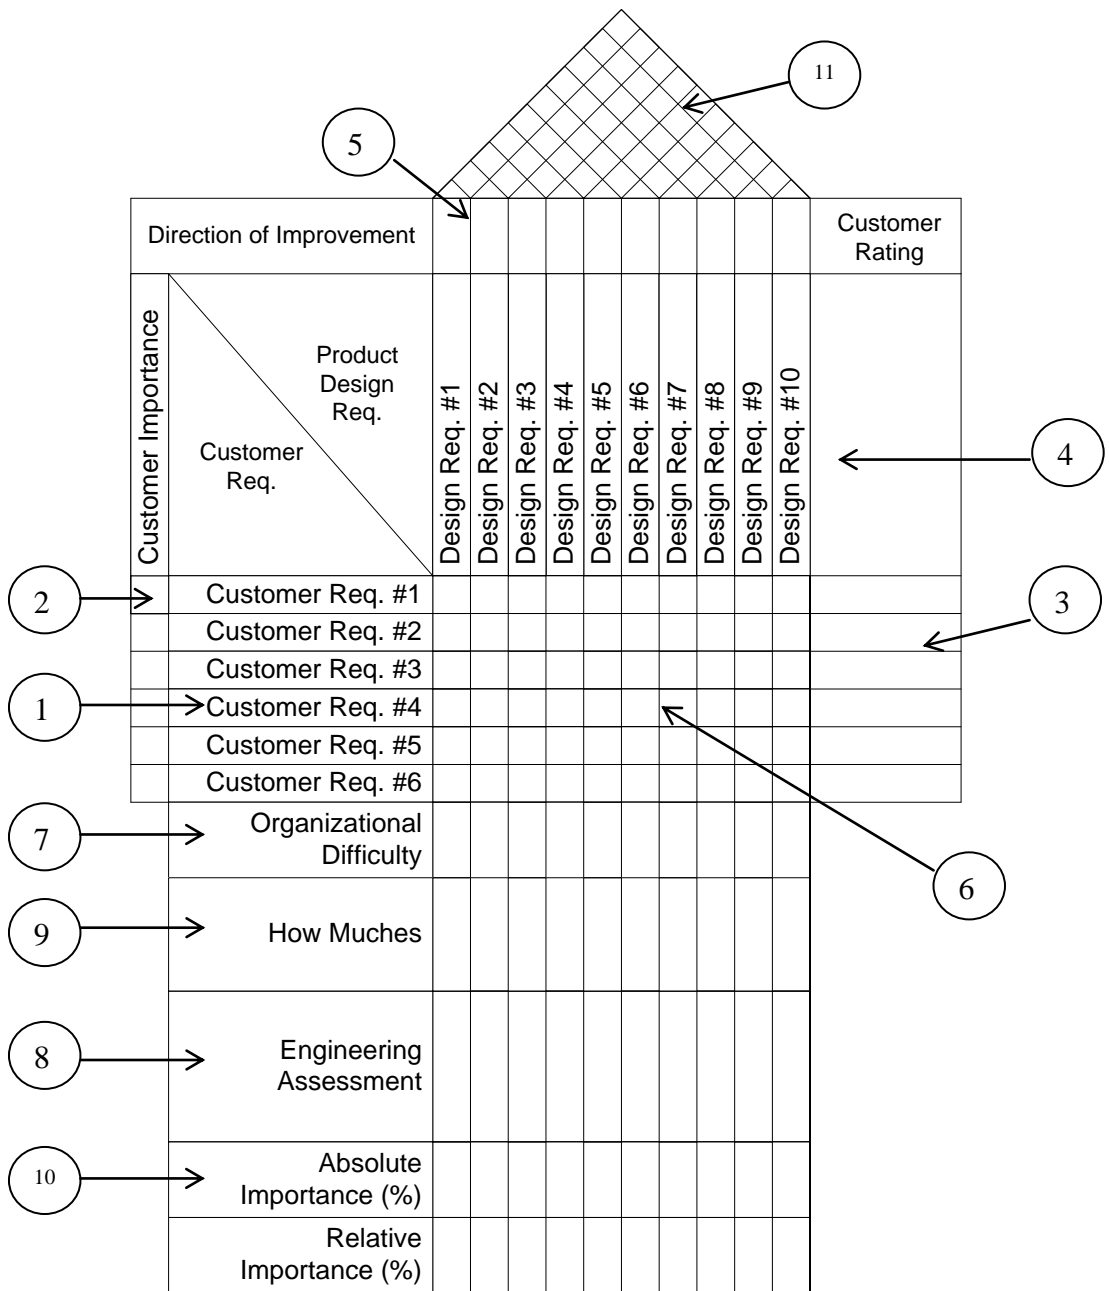 11
5
Direction of Improvement
Customer
Rating
Customer Importance
Product
Design
Req.
Customer
Req.
Design Req. #1
Design Req. #2
Design Req. #3
Design Req. #4
Design Req. #5
Design Req. #6
Design Req. #7
Design Req. #8
Design Req. #9
Design Req. #10
4
2
Customer Req. #1
3
Customer Req. #2
Customer Req. #3
1
Customer Req. #4
Customer Req. #5
Customer Req. #6
7
Organizational
Difficulty
6
9
How Muches
8
Engineering
Assessment
10
Absolute
Importance (%)
Relative
Importance (%)